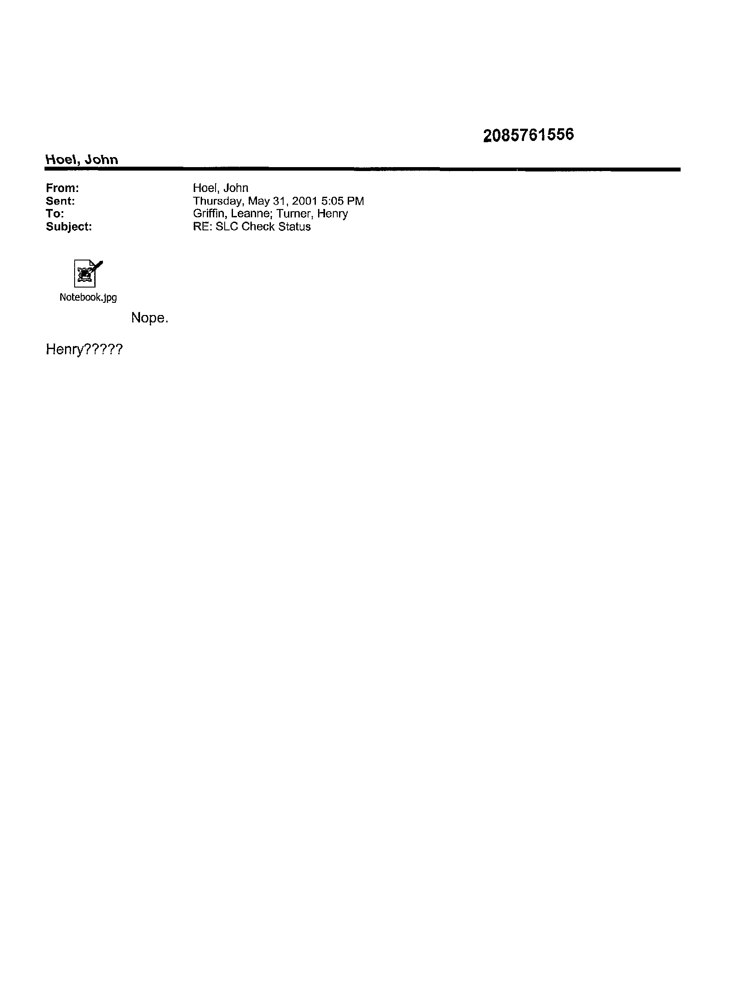 2085761556
Hoel, John
From: Hoel, John
Sent: Thursday, May 31, 2001 5:05 PM
To: Griffin, Leanne; Turner, Henry
Subject: RE: SLC Check Status
Notebook.jpg
Nope.
Henry?????